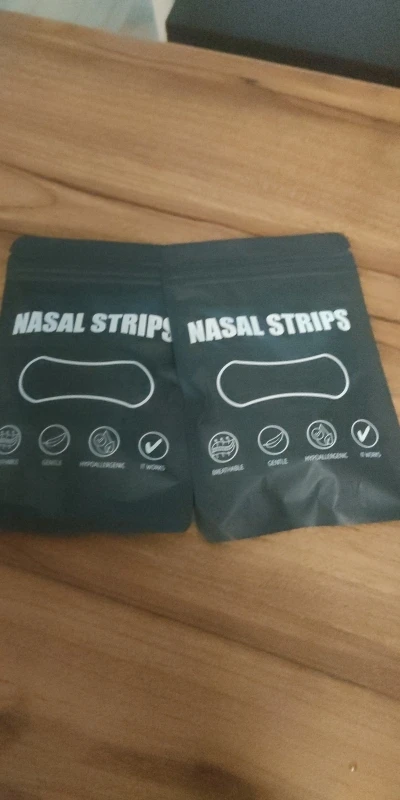 NASAL STRIPS
GENTLE
HYPOALLERGENIC
IT WORKS
NASAL STRIPS
BREATHABLE
GENTLE
HYPOALLERGENIC
IT WORKS